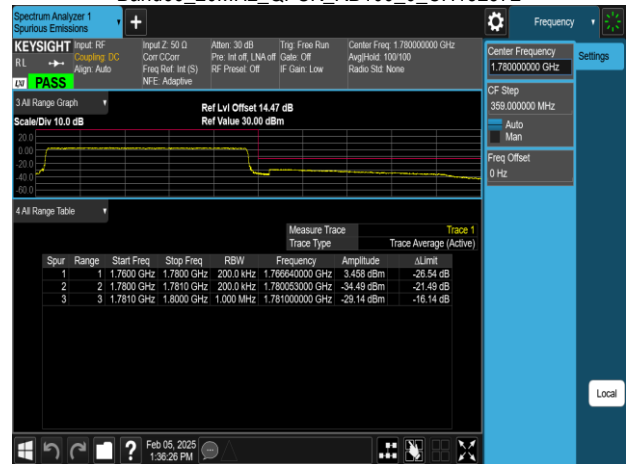 Spectrum Analyzer 1
Spurious Emissions
Frequency
KEYSIGHT
RL
LXI
PASS
Input: RF
Coupling: DC
Align: Auto
Input Z: 50 Ω
Corr CCorr
Freq Ref: Int (S)
NFE: Adaptive
Atten: 30 dB
Pre: Int off, LNA off
RF Preset: Off
Trig: Free Run
Gate: Off
IF Gain: Low
Center Freq: 1.780000000 GHz
Avg|Hold: 100/100
Radio Std: None
Center Frequency
1.780000000 GHz
Settings
CF Step
359.000000 MHz
Auto
Man
Freq Offset
0 Hz
3 All Range Graph
Scale/Div 10.0 dB
Ref Lvl Offset 14.47 dB
Ref Value 30.00 dBm
20.0
0.00
-20.0
-40.0
-60.0
4 All Range Table
Measure Trace Trace 1
Trace Type Trace Average (Active)
Spur Range Start Freq Stop Freq RBW Frequency Amplitude ΔLimit
1 1 1.7600 GHz 1.7800 GHz 200.0 kHz 1.766640000 GHz 3.458 dBm -26.54 dB
2 2 1.7800 GHz 1.7810 GHz 200.0 kHz 1.780053000 GHz -34.49 dBm -21.49 dB
3 3 1.7810 GHz 1.8000 GHz 1.000 MHz 1.781000000 GHz -29.14 dBm -16.14 dB
Local
Feb 05, 2025
1:36:26 PM